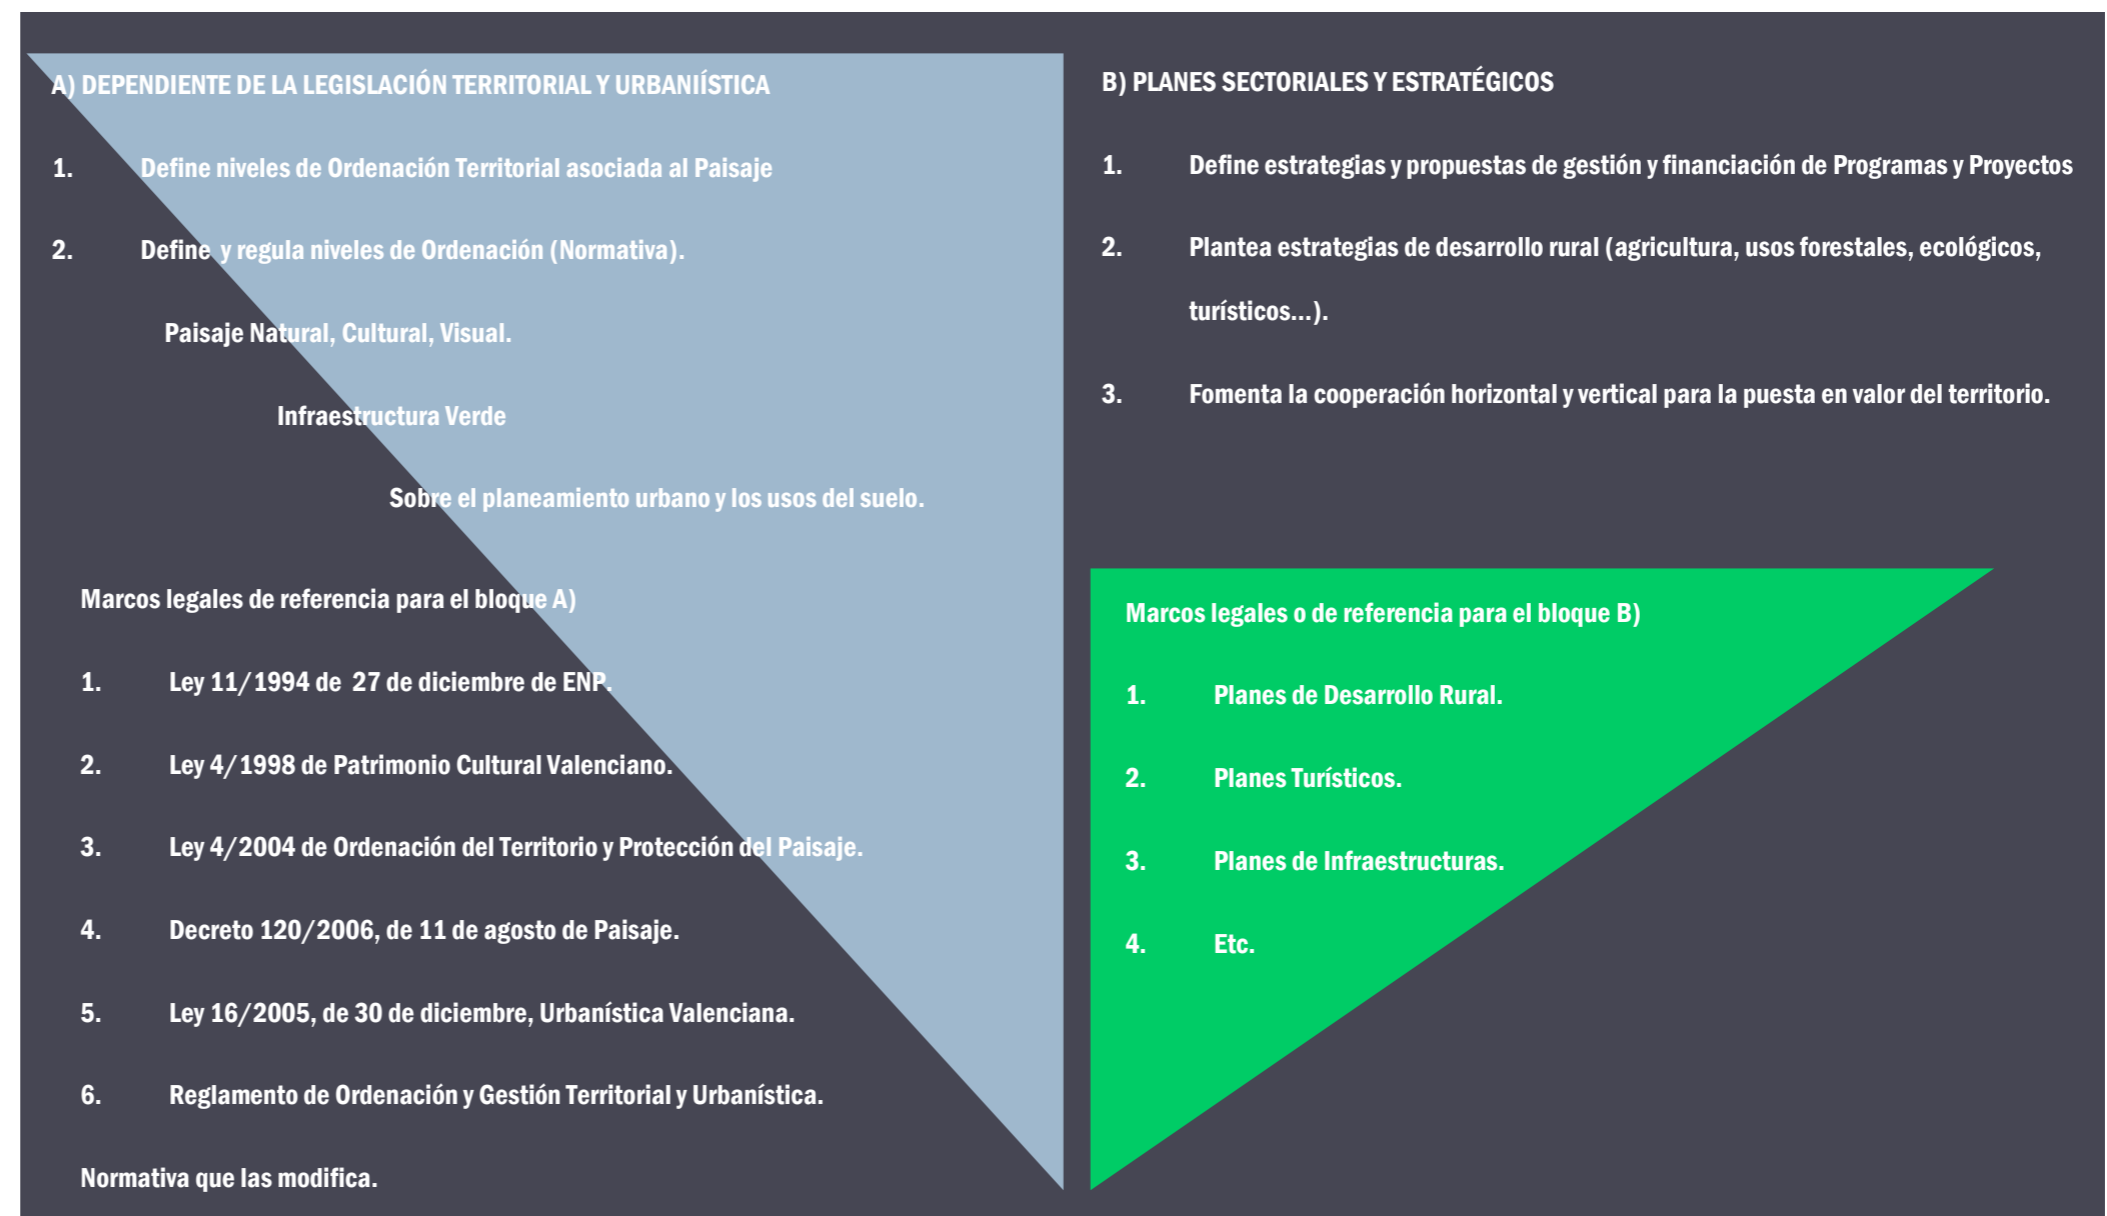 A) DEPENDIENTE DE LA LEGISLACIÓN TERRITORIAL Y URBANIÍSTICA
1. Define niveles de Ordenación Territorial asociada al Paisaje
2. Define y regula niveles de Ordenación (Normativa).
Paisaje Natural, Cultural, Visual.
Infraestructura Verde
Sobre el planeamiento urbano y los usos del suelo.
Marcos legales de referencia para el bloque A)
1. Ley 11/1994 de 27 de diciembre de ENP.
2. Ley 4/1998 de Patrimonio Cultural Valenciano.
3. Ley 4/2004 de Ordenación del Territorio y Protección del Paisaje.
4. Decreto 120/2006, de 11 de agosto de Paisaje.
5. Ley 16/2005, de 30 de diciembre, Urbanística Valenciana.
6. Reglamento de Ordenación y Gestión Territorial y Urbanística.
Normativa que las modifica.
B) PLANES SECTORIALES Y ESTRATÉGICOS
1. Define estrategias y propuestas de gestión y financiación de Programas y Proyectos
2. Plantea estrategias de desarrollo rural (agricultura, usos forestales, ecológicos,
turísticos...).
3. Fomenta la cooperación horizontal y vertical para la puesta en valor del territorio.
Marcos legales o de referencia para el bloque B)
1. Planes de Desarrollo Rural.
2. Planes Turísticos.
3. Planes de Infraestructuras.
4. Etc.